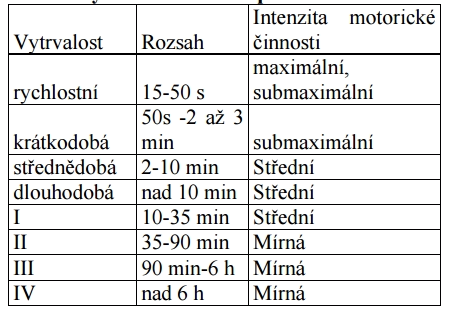 Vytrvalost Rozsah Intenzita motorické činnosti
rychlostní 15-50 s maximální, submaximální
krátkodobá 50s -2 až 3 min submaximální
střednědobá 2-10 min Střední
dlouhodobá nad 10 min Střední
I 10-35 min Střední
II 35-90 min Mírná
III 90 min-6 h Mírná
IV nad 6 h Mírná